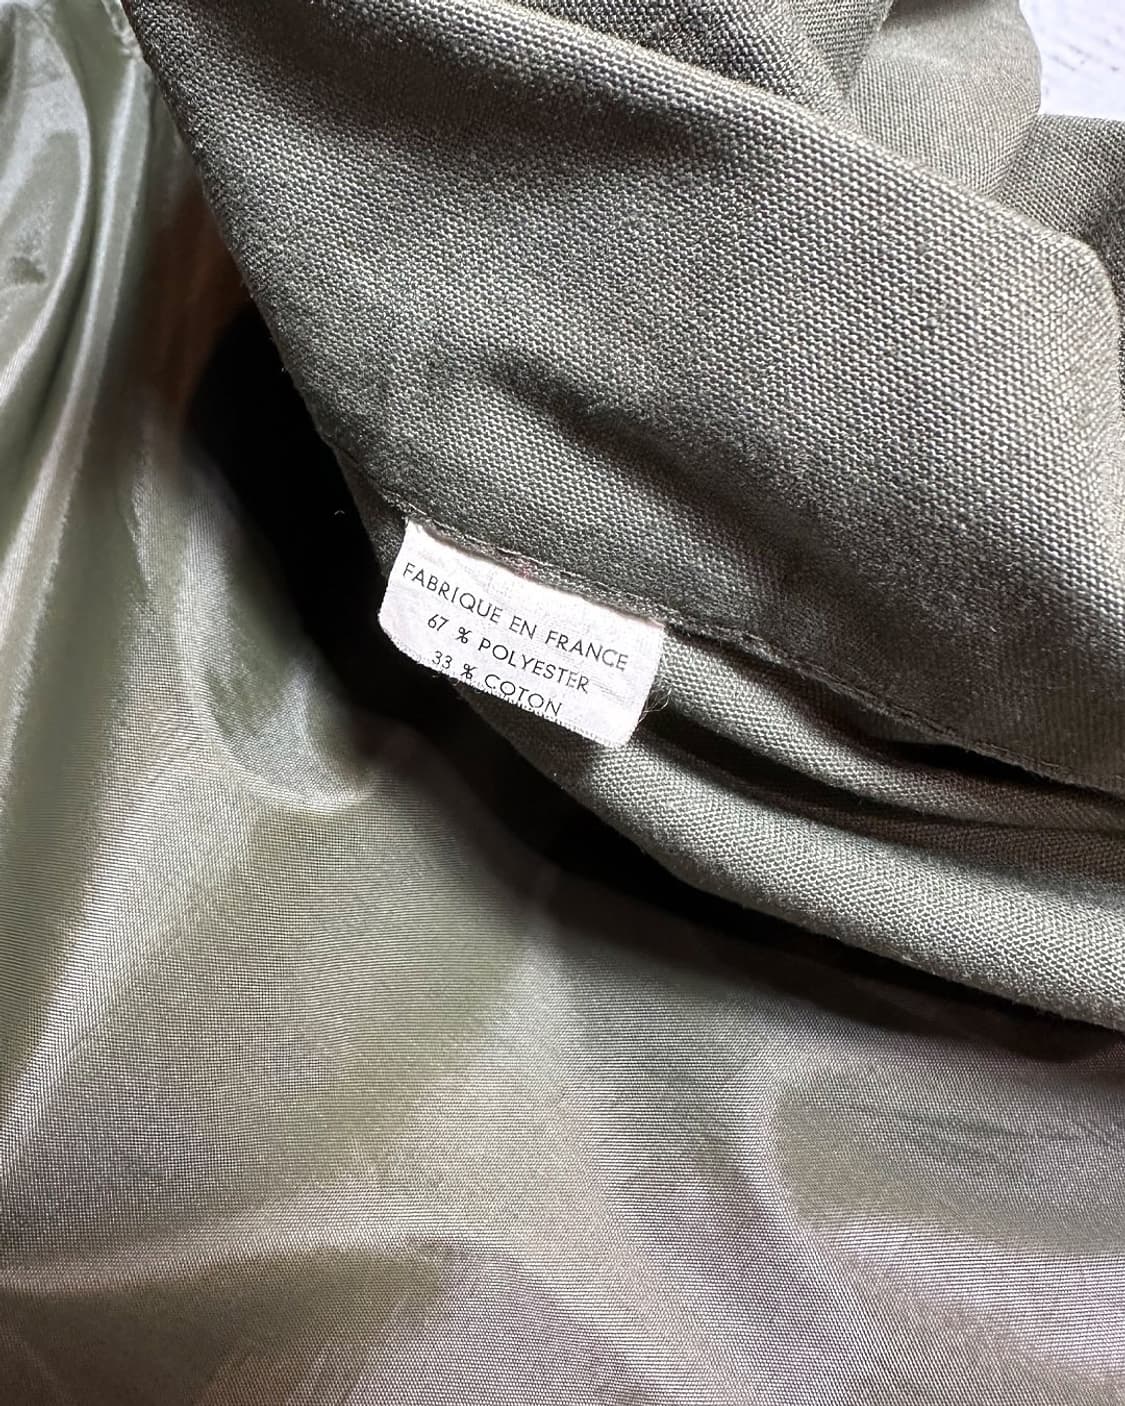 FABRIQUE EN FRANCE
67 % POLYESTER
33 % COTON